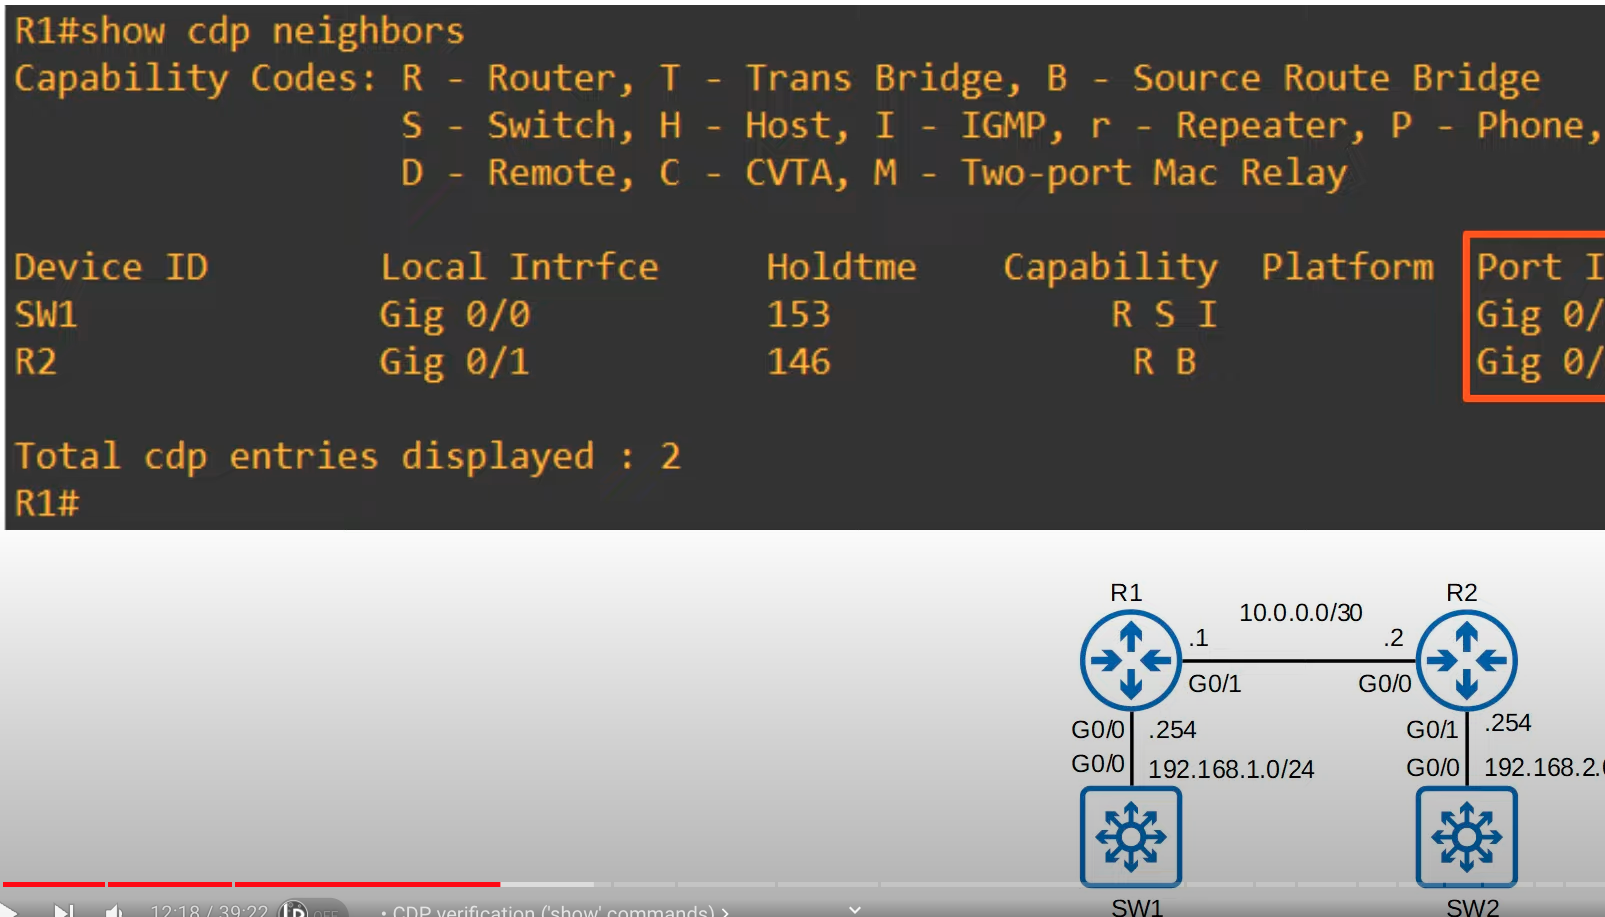 R1#show cdp neighbors
Capability Codes: R - Router, T - Trans Bridge, B - Source Route Bridge
S - Switch, H - Host, I - IGMP, r - Repeater, P - Phone,
D - Remote, C - CVTA, M - Two-port Mac Relay
Device ID Local Intrfce Holdtme Capability Platform Port I
SW1 Gig 0/0 153 R S I Gig 0/
R2 Gig 0/1 146 R B Gig 0/
Total cdp entries displayed : 2
R1#
R1 R2
10.0.0.0/30
.1 .2
G0/1 G0/0
G0/0 .254 G0/1 .254
G0/0 192.168.1.0/24 G0/0 192.168.2.
SW1 SW2
12:18 / 39:22 OFF • CDP verification ('show' commands)